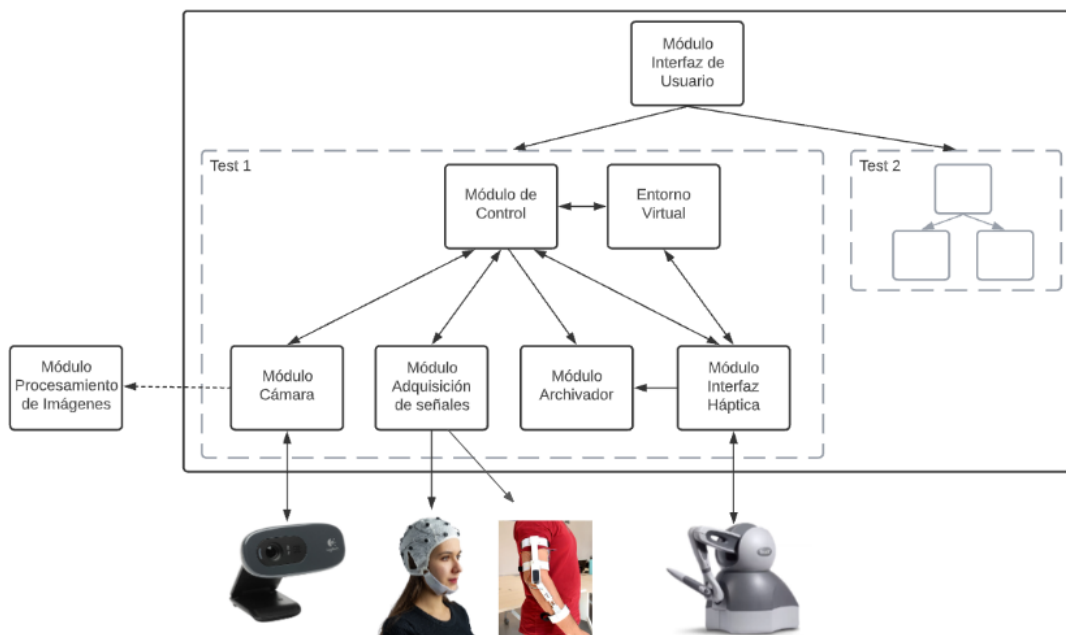 Módulo
Interfaz de
Usuario
Test 1
Test 2
Módulo de
Control
Entorno
Virtual
Módulo
Procesamiento
de Imágenes
Módulo
Cámara
Módulo
Adquisición
de señales
Módulo
Archivador
Módulo
Interfaz
Háptica